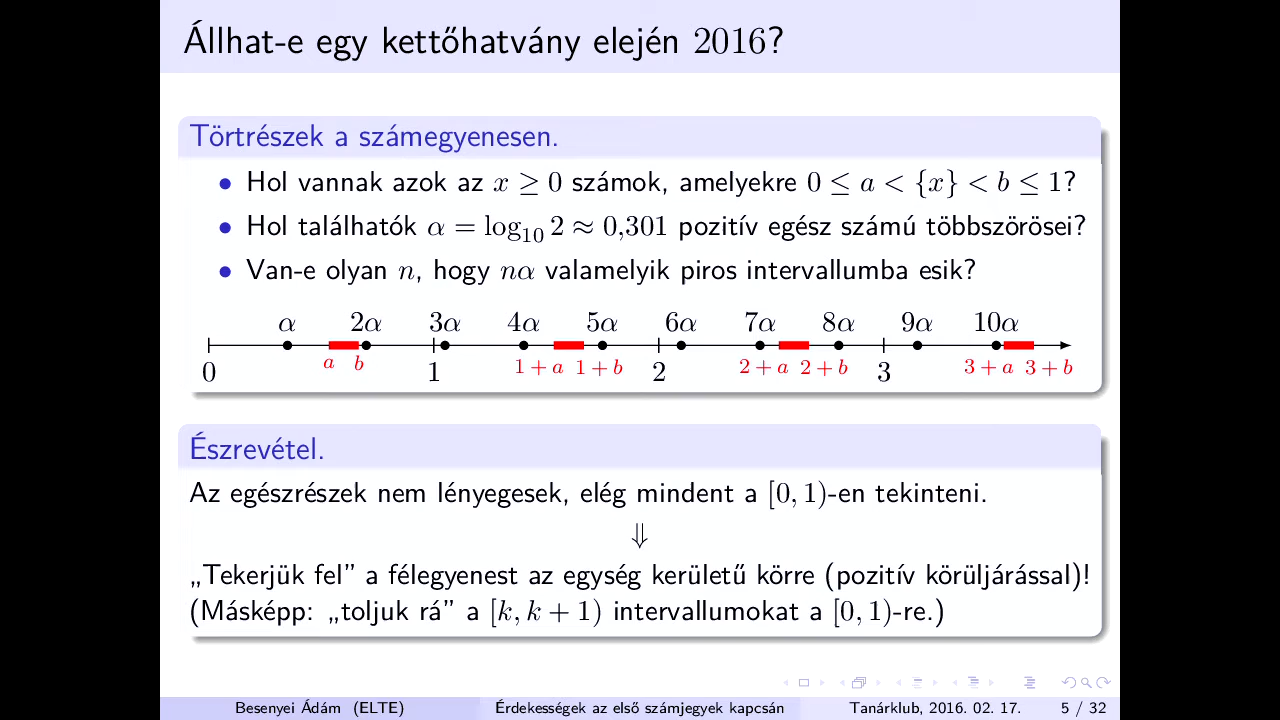 Állhat-e egy kettőhatvány elején 2016?
Törtrészek a számegyenesen.
• Hol vannak azok az x ≥ 0 számok, amelyekre 0 ≤ a < {x} < b ≤ 1?
• Hol találhatók α = log₁₀ 2 ≈ 0,301 pozitív egész számú többszörösei?
• Van-e olyan n, hogy nα valamelyik piros intervallumba esik?
α 2α 3α 4α 5α 6α 7α 8α 9α 10α
a b 1 + a 1 + b 2 + a 2 + b 3 + a 3 + b
0 1 2 3
Észrevétel.
Az egészrészek nem lényegesek, elég mindent a [0, 1)-en tekinteni.
⇓
„Tekerjük fel” a félegyenest az egység kerületű körre (pozitív körüljárással)!
(Másképp: „toljuk rá” a [k, k + 1) intervallumokat a [0, 1)-re.)
Besenyei Ádám (ELTE) Érdekességek az első számjegyek kapcsán Tanárklub, 2016. 02. 17. 5 / 32